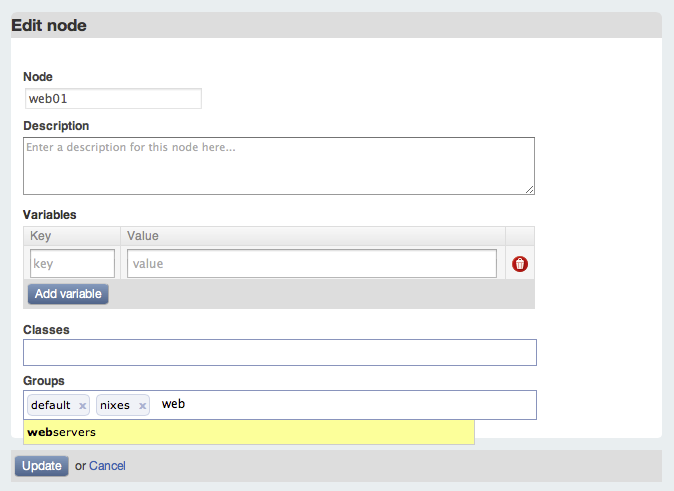 Edit node
Node
web01
Description
Enter a description for this node here...
Variables
Key Value
key value
Add variable
Classes
Groups
default x nixes x web
webservers
Update or Cancel